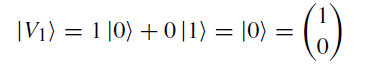 |V₁⟩ = 1 |0⟩ + 0 |1⟩ = |0⟩ = (1 0)